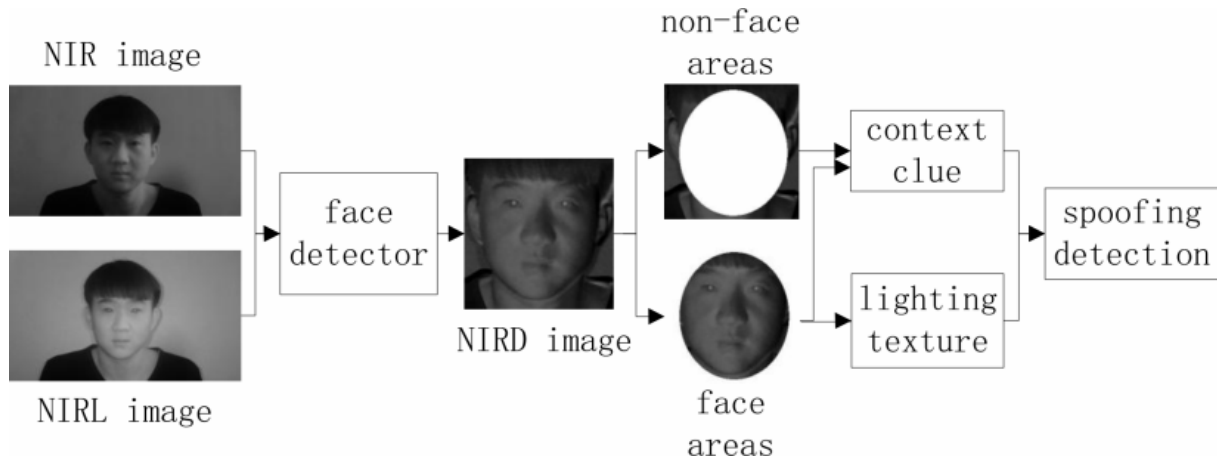 NIR image
NIRL image
face
detector
NIRD image
non-face
areas
face
areas
context
clue
lighting
texture
spoofing
detection